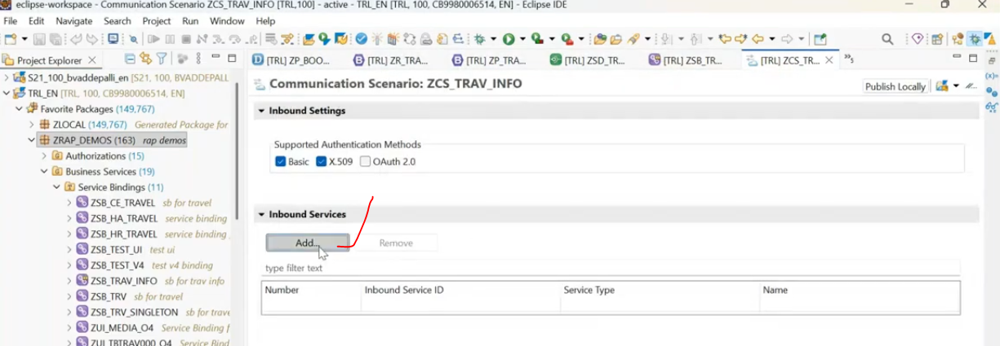 eclipse-workspace - Communication Scenario ZCS_TRAV_INFO [TRL,100] - active - TRL_EN [TRL, 100, CB9980006514, EN] - Eclipse IDE
File Edit Navigate Search Project Run Window Help
Project Explorer
[TRL] ZP_BOO...
[TRL] ZR_TRA...
[TRL] ZP_TRA...
[TRL] ZSD_TR...
[TRL] ZSB_TR...
[TRL] ZCS_TR...
»5
S21_100_bvaddepalli_en [S21, 100, BVADDEPALL
TRL_EN [TRL, 100, CB9980006514, EN]
Favorite Packages (149,767)
ZLOCAL (149,767) Generated Package for
ZRAP_DEMOS (163) rap demos
Authorizations (15)
Business Services (19)
Service Bindings (11)
ZSB_CE_TRAVEL sb for travel
ZSB_HA_TRAVEL service binding
ZSB_HR_TRAVEL service binding
ZSB_TEST_UI test ui
ZSB_TEST_V4 test v4 binding
ZSB_TRAV_INFO sb for trav info
ZSB_TRV sb for travel
ZSB_TRV_SINGLETON sb for trave
ZUI_MEDIA_O4 Service Binding f
ZUI_TBTRAV000_O4 Service Bind
Communication Scenario: ZCS_TRAV_INFO
Publish Locally
Inbound Settings
Supported Authentication Methods
Basic X.509 OAuth 2.0
Inbound Services
Add... Remove
type filter text
Number Inbound Service ID Service Type Name